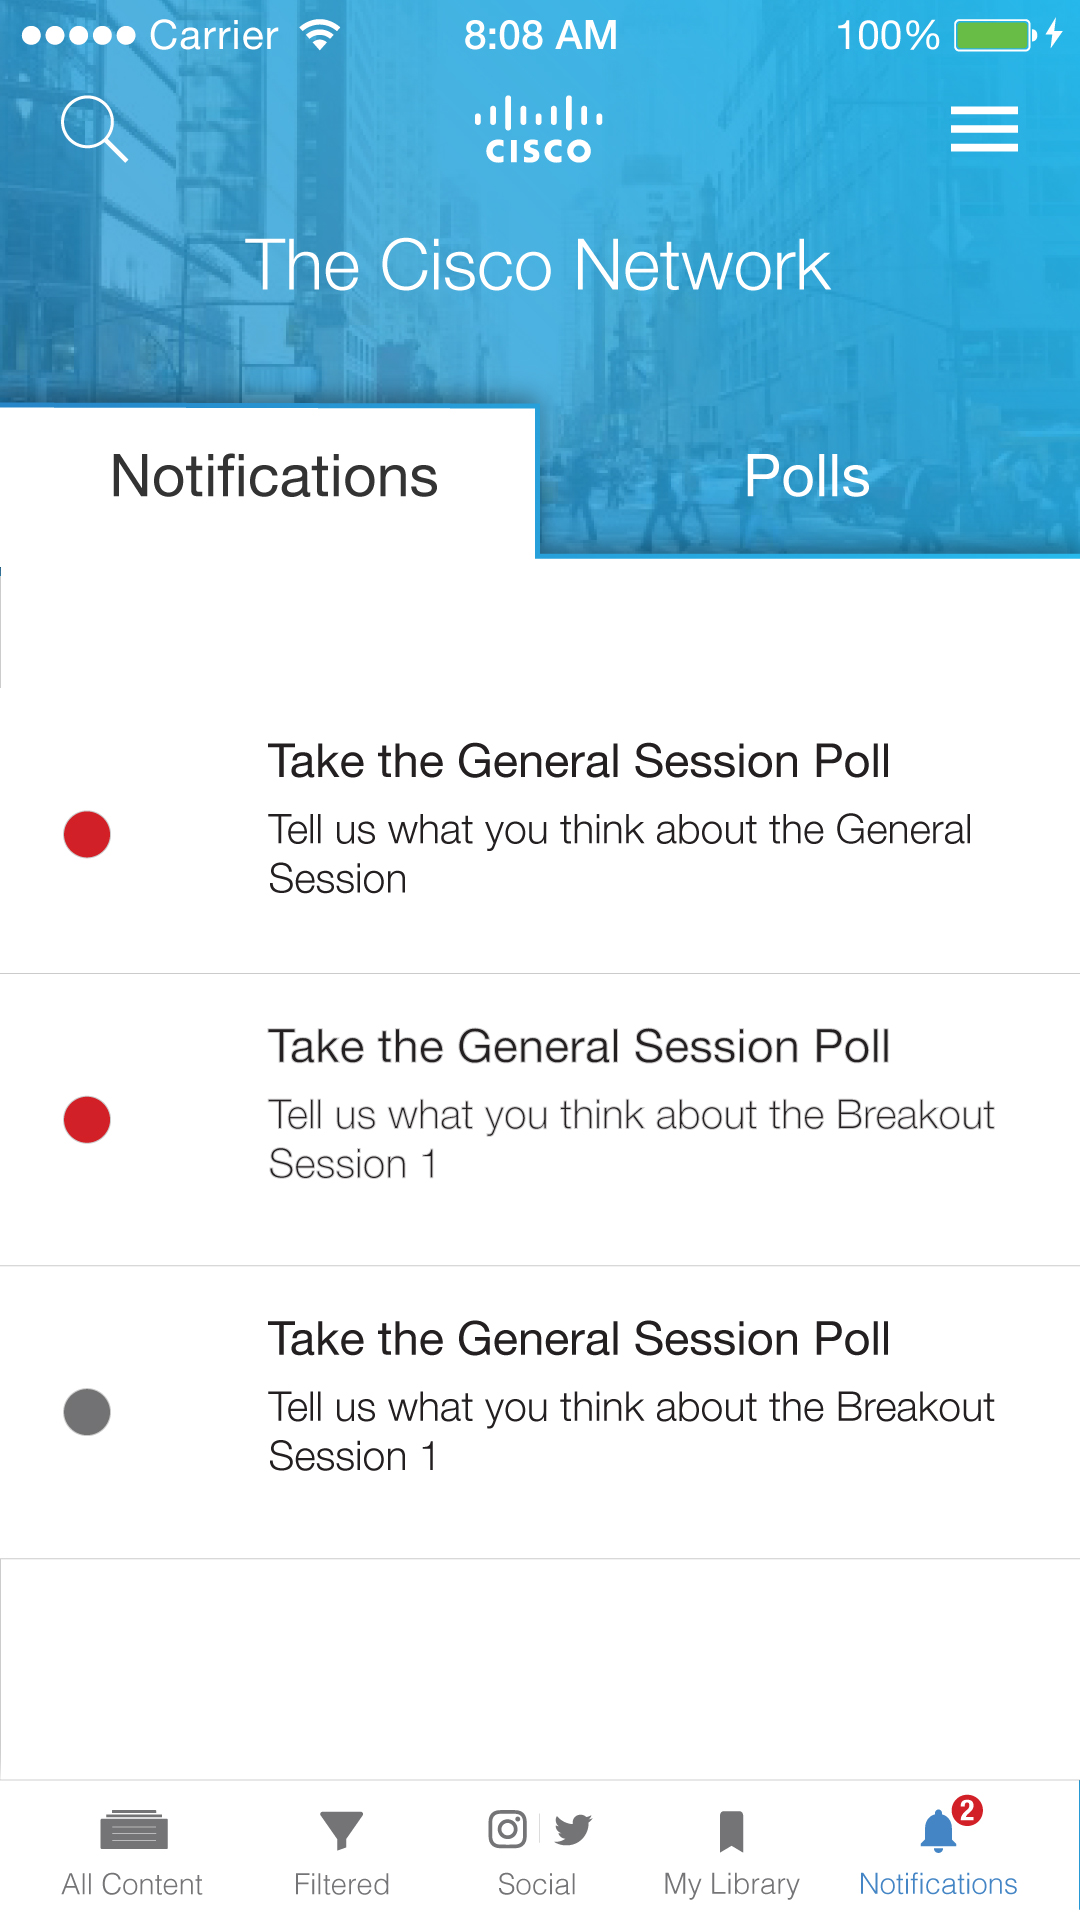 Carrier 8:08 AM 100%
CISCO
The Cisco Network
Notifications Polls
Take the General Session Poll
Tell us what you think about the General
Session
Take the General Session Poll
Tell us what you think about the Breakout
Session 1
Take the General Session Poll
Tell us what you think about the Breakout
Session 1
2
All Content Filtered Social My Library Notifications